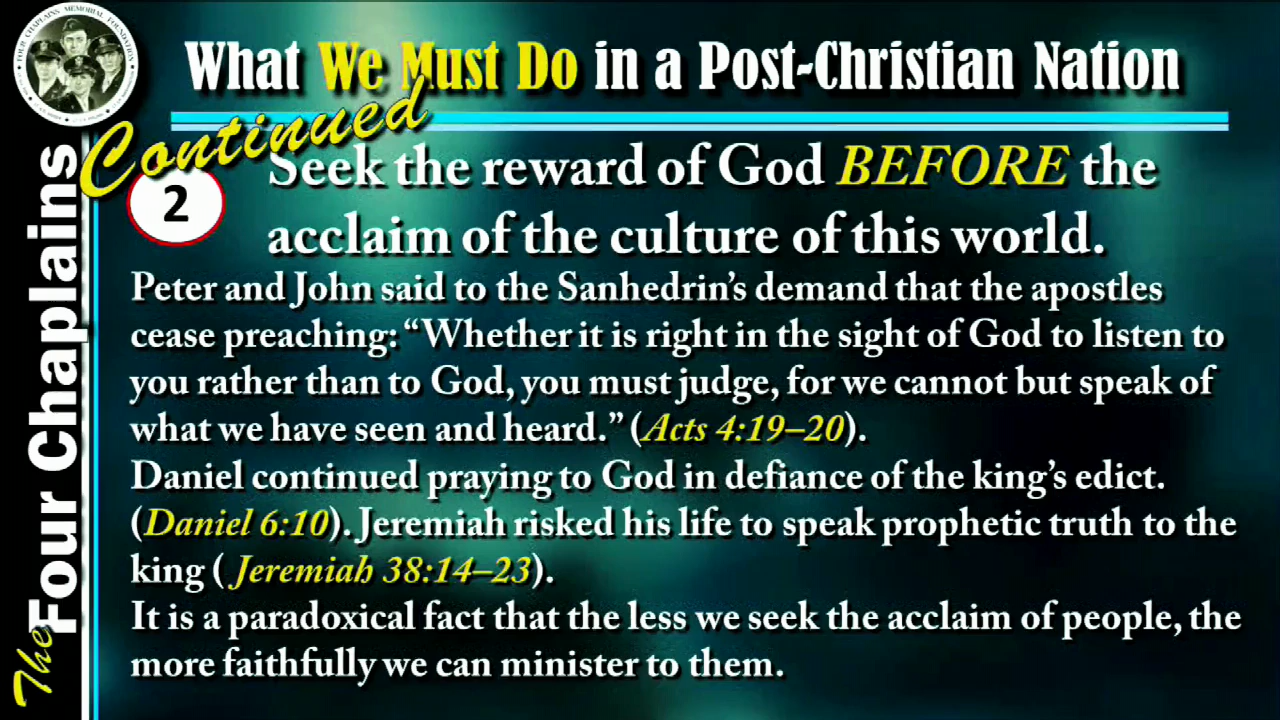 FOUR CHAPLAINS MEMORIAL FOUNDATION
What We Must Do in a Post-Christian Nation
Continued
2
Seek the reward of God BEFORE the
acclaim of the culture of this world.
Peter and John said to the Sanhedrin’s demand that the apostles
cease preaching: “Whether it is right in the sight of God to listen to
you rather than to God, you must judge, for we cannot but speak of
what we have seen and heard.” (Acts 4:19–20).
Daniel continued praying to God in defiance of the king’s edict.
(Daniel 6:10). Jeremiah risked his life to speak prophetic truth to the
king ( Jeremiah 38:14–23).
It is a paradoxical fact that the less we seek the acclaim of people, the
more faithfully we can minister to them.
The Four Chaplains